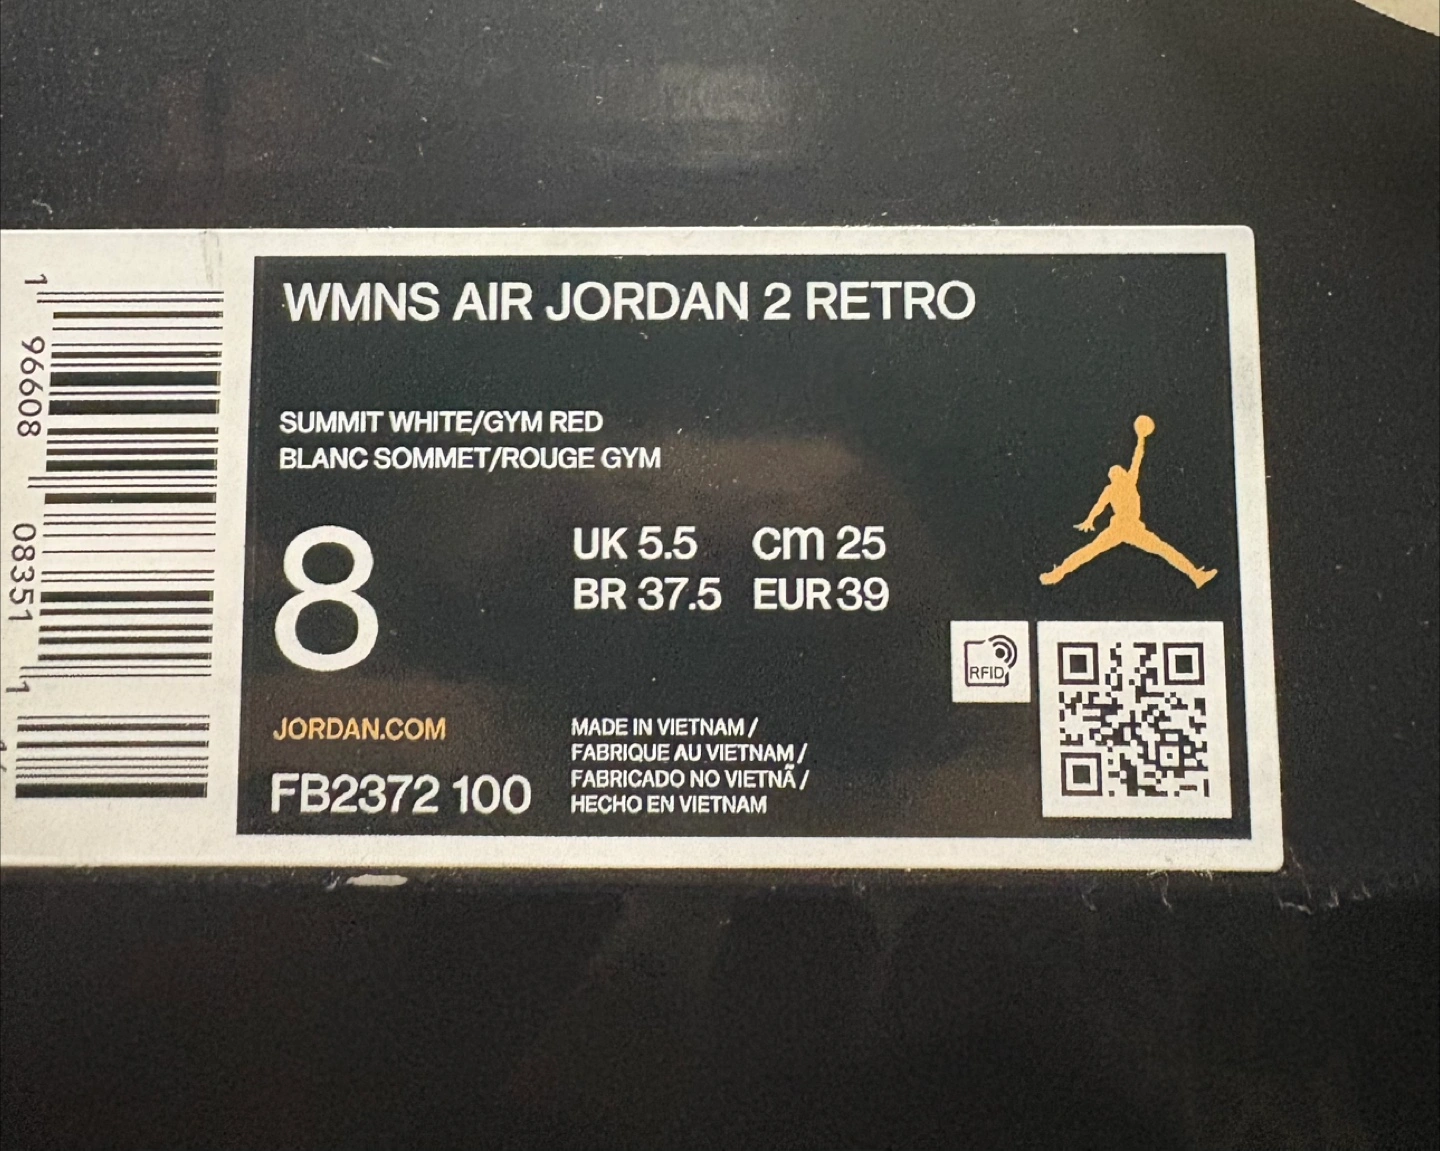 WMNS AIR JORDAN 2 RETRO
SUMMIT WHITE/GYM RED
BLANC SOMMET/ROUGE GYM
8
UK 5.5 cm 25
BR 37.5 EUR 39
JORDAN.COM
FB2372 100
MADE IN VIETNAM /
FABRIQUE AU VIETNAM /
FABRICADO NO VIETNÃ /
HECHO EN VIETNAM
RFID
1 96608 08351 1